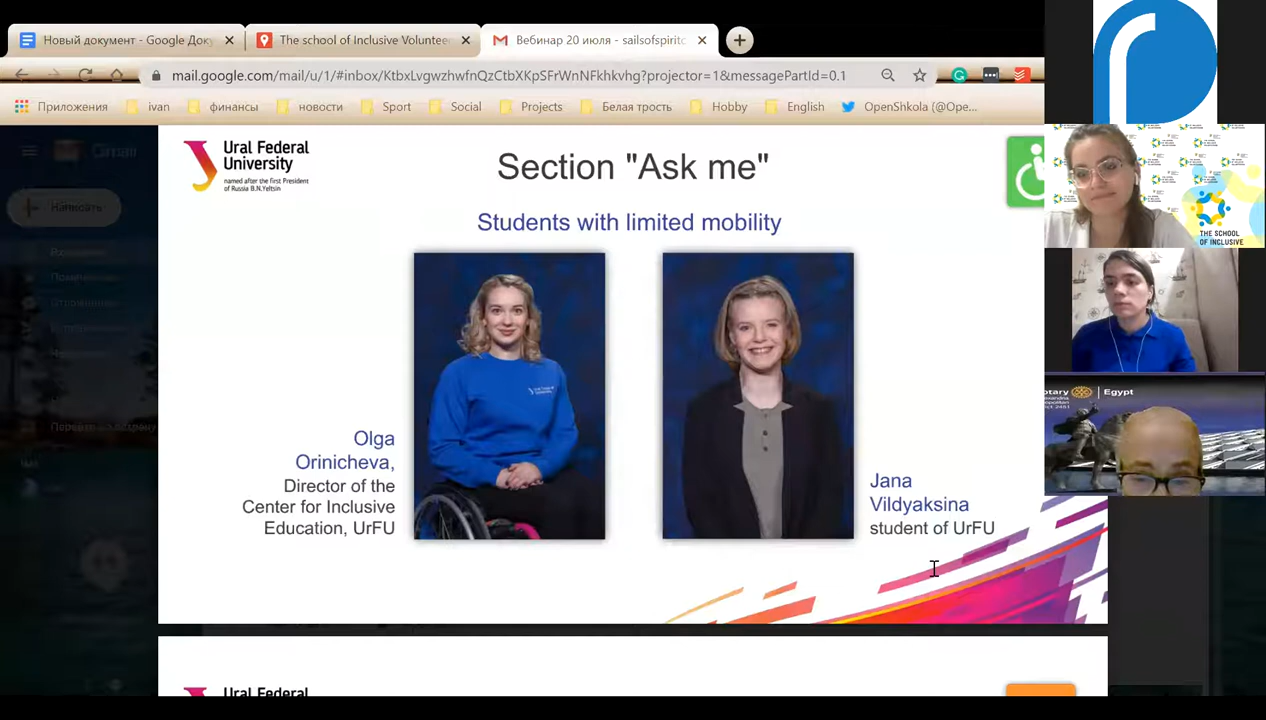 Новый документ - Google Доку
The school of Inclusive Voluntee
Вебинар 20 июля - sailsofspirit
mail.google.com/mail/u/1/#inbox/KtbxLvgwzhwfnQzCtbXKpSFrWnNFkhkvhg?projector=1&messagePartId=0.1
Приложения
ivan
финансы
новости
Sport
Social
Projects
Белая трость
Hobby
English
OpenShkola (@Ope...
Gmail
Написать
Ural Federal
University
named after the first President
of Russia B.N.Yeltsin
Section "Ask me"
Students with limited mobility
Olga
Orinicheva,
Director of the
Center for Inclusive
Education, UrFU
Jana
Vildyaksina
student of UrFU
Ural Federal
THE SCHOOL
OF INCLUSIVE
otary
Egypt